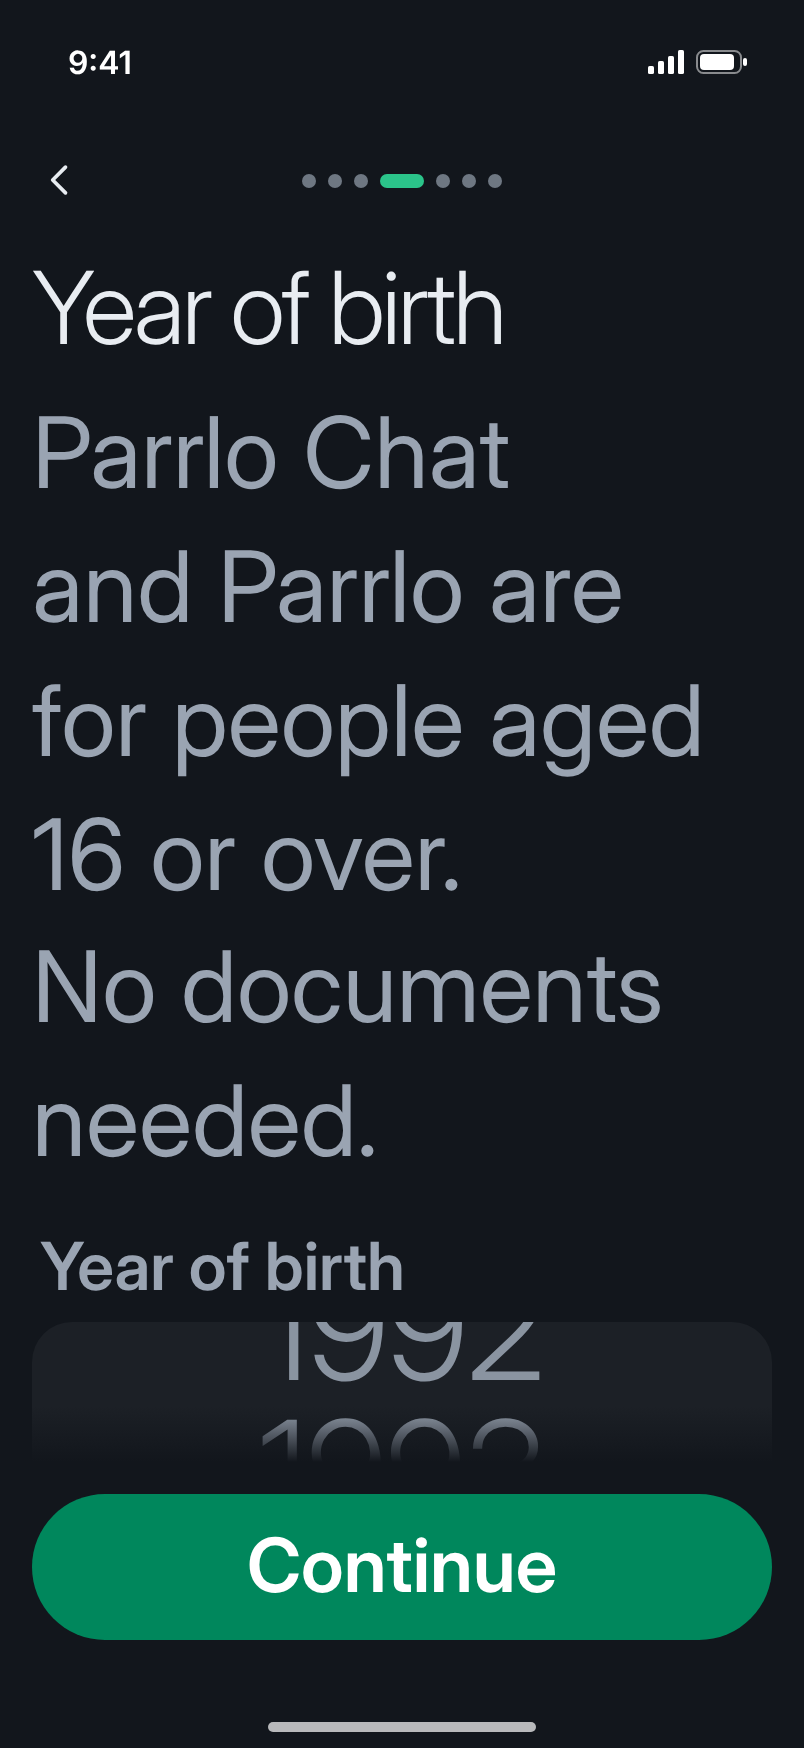 9:41
Year of birth
Parrlo Chat
and Parrlo are
for people aged
16 or over.
No documents
needed.
Year of birth
1992
Continue